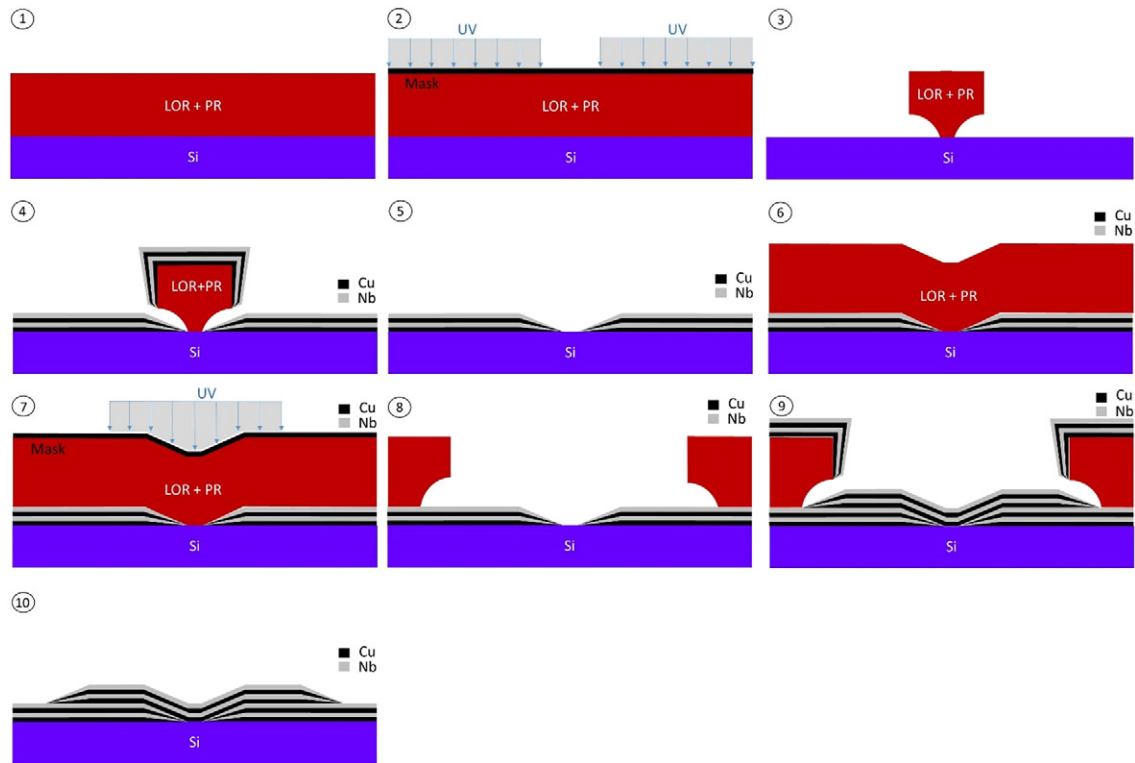 ①
LOR + PR
Si
②
UV
UV
Mask
LOR + PR
Si
③
LOR + PR
Si
④
LOR+PR
Cu
Nb
Si
⑤
Cu
Nb
Si
⑥
Cu
Nb
LOR + PR
Si
⑦
UV
Cu
Nb
Mask
LOR + PR
Si
⑧
Cu
Nb
Si
⑨
Cu
Nb
Si
⑩
Cu
Nb
Si